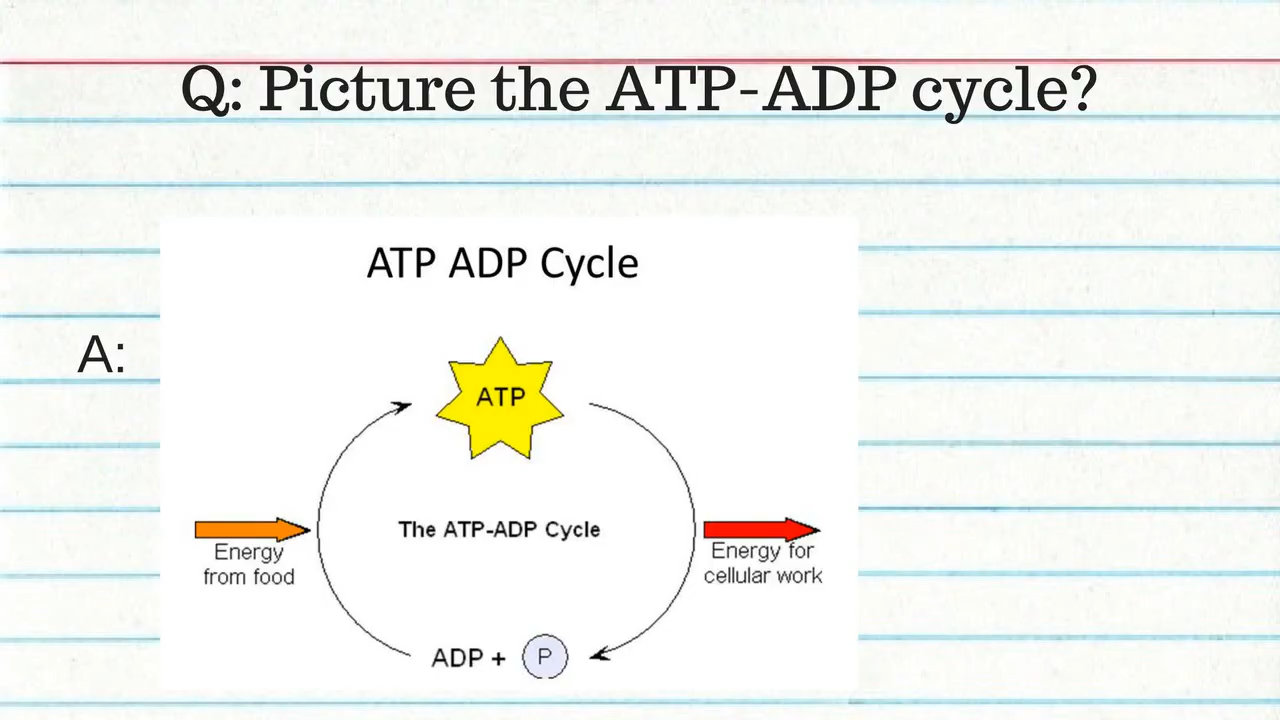 Q: Picture the ATP-ADP cycle?
A:
ATP ADP Cycle
ATP
The ATP-ADP Cycle
Energy
from food
Energy for
cellular work
ADP + P